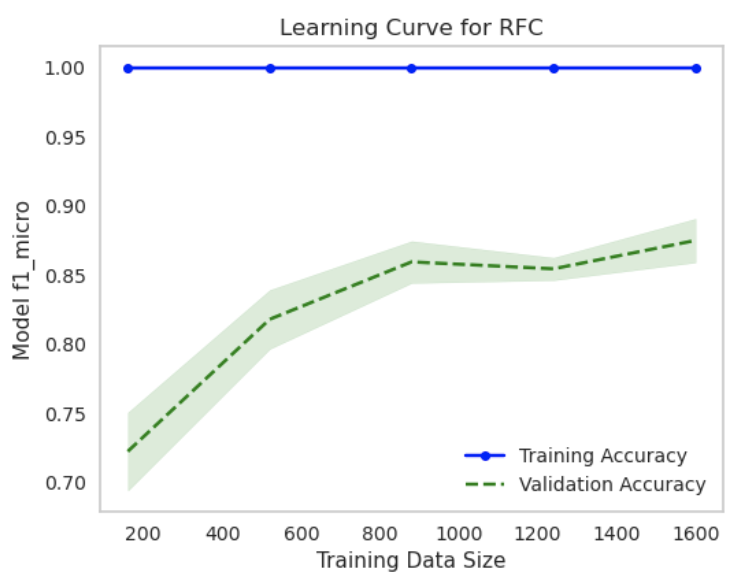 Learning Curve for RFC
1.00
0.95
0.90
0.85
0.80
0.75
0.70
Model f1_micro
Training Accuracy
Validation Accuracy
200 400 600 800 1000 1200 1400 1600
Training Data Size